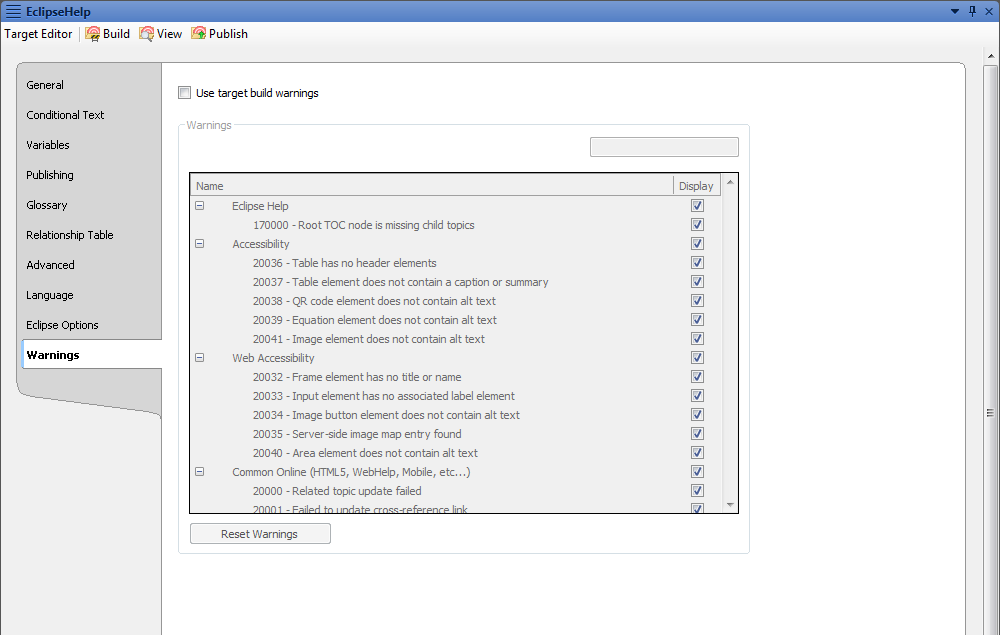 EclipseHelp
Target Editor Build View Publish
General
Conditional Text
Variables
Publishing
Glossary
Relationship Table
Advanced
Language
Eclipse Options
Warnings
Use target build warnings
Warnings
Name Display
Eclipse Help
170000 - Root TOC node is missing child topics
Accessibility
20036 - Table has no header elements
20037 - Table element does not contain a caption or summary
20038 - QR code element does not contain alt text
20039 - Equation element does not contain alt text
20041 - Image element does not contain alt text
Web Accessibility
20032 - Frame element has no title or name
20033 - Input element has no associated label element
20034 - Image button element does not contain alt text
20035 - Server-side image map entry found
20040 - Area element does not contain alt text
Common Online (HTML5, WebHelp, Mobile, etc...)
20000 - Related topic update failed
20001 - Failed to update cross-reference link
Reset Warnings